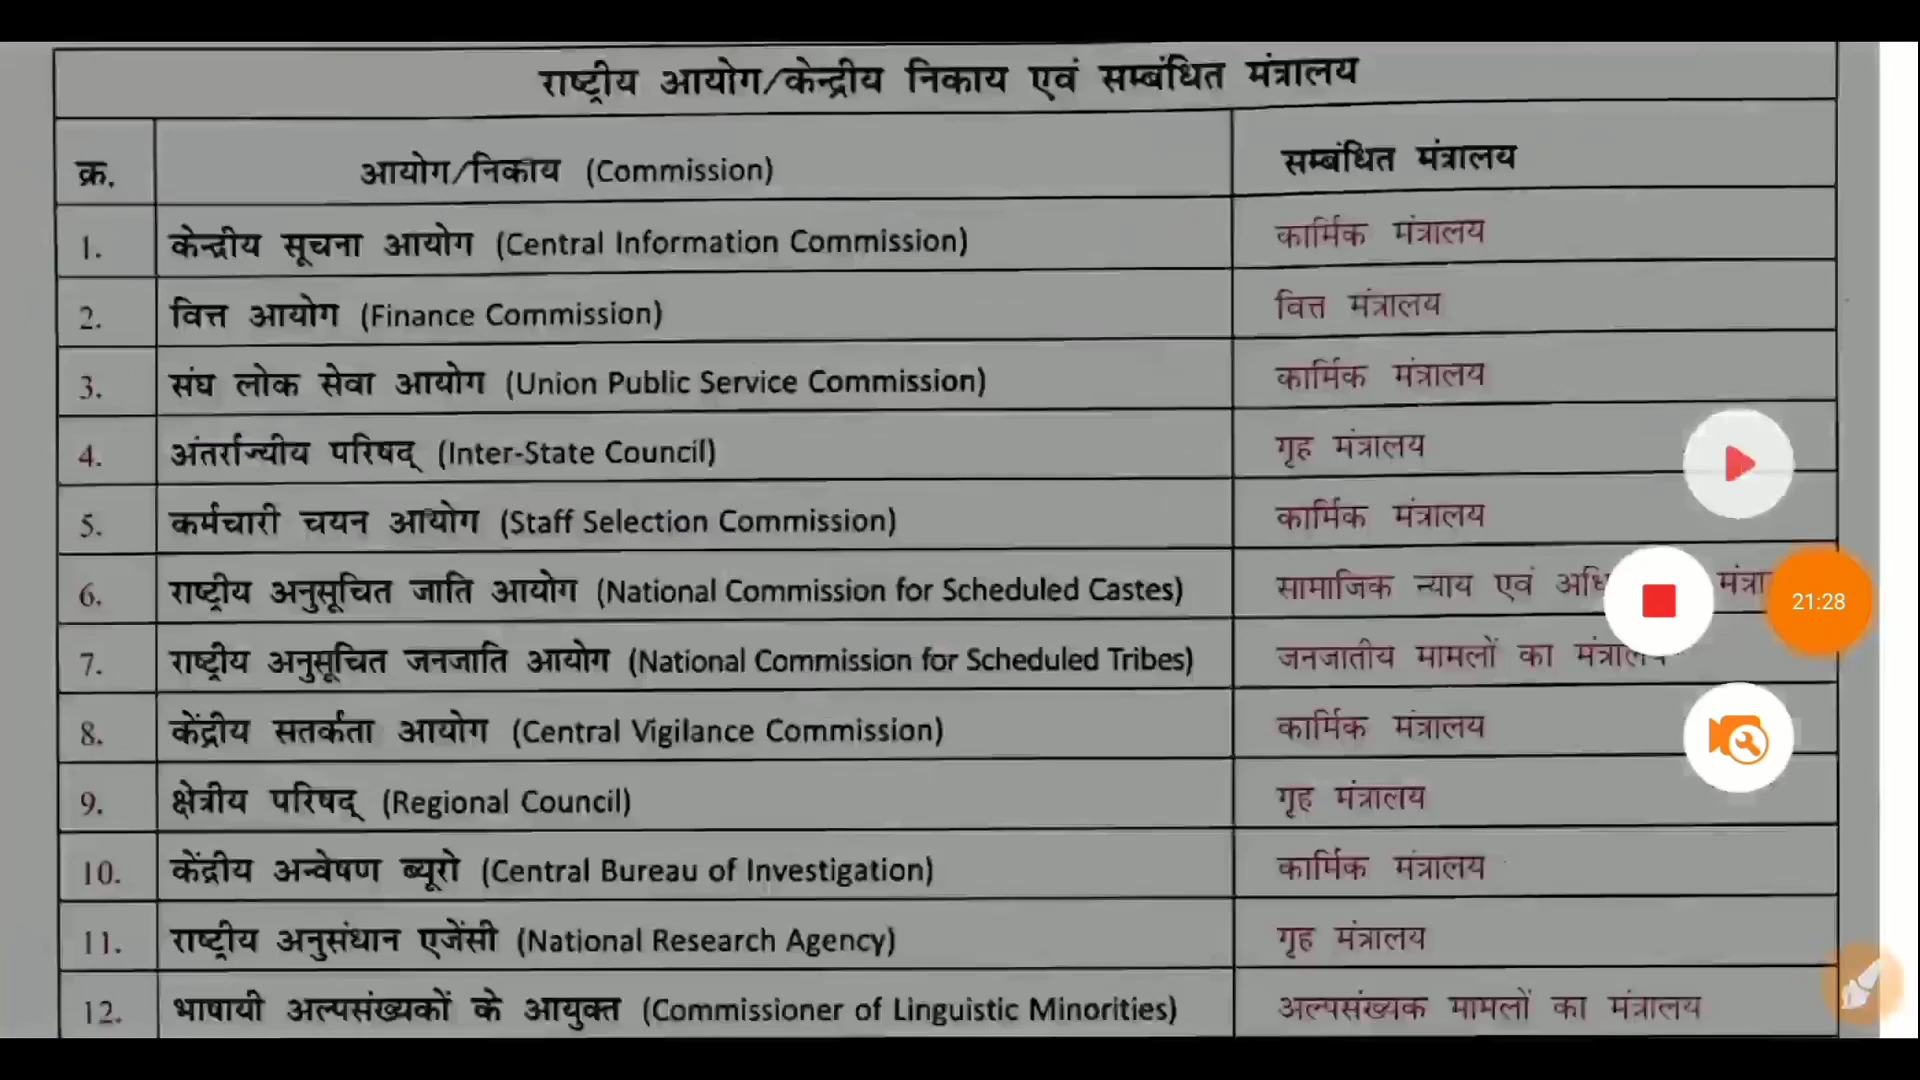 राष्ट्रीय आयोग/केन्द्रीय निकाय एवं सम्बंधित मंत्रालय
क्र. आयोग/निकाय (Commission) सम्बंधित मंत्रालय
1. केन्द्रीय सूचना आयोग (Central Information Commission) कार्मिक मंत्रालय
2. वित्त आयोग (Finance Commission) वित्त मंत्रालय
3. संघ लोक सेवा आयोग (Union Public Service Commission) कार्मिक मंत्रालय
4. अंतर्राज्यीय परिषद् (Inter-State Council) गृह मंत्रालय
5. कर्मचारी चयन आयोग (Staff Selection Commission) कार्मिक मंत्रालय
6. राष्ट्रीय अनुसूचित जाति आयोग (National Commission for Scheduled Castes) सामाजिक न्याय एवं
21:28
7. राष्ट्रीय अनुसूचित जनजाति आयोग (National Commission for Scheduled Tribes) जनजातीय मामलों का मंत्रालय
8. केंद्रीय सतर्कता आयोग (Central Vigilance Commission) कार्मिक मंत्रालय
9. क्षेत्रीय परिषद् (Regional Council) गृह मंत्रालय
10. केंद्रीय अन्वेषण ब्यूरो (Central Bureau of Investigation) कार्मिक मंत्रालय
11. राष्ट्रीय अनुसंधान एजेंसी (National Research Agency) गृह मंत्रालय
12. भाषायी अल्पसंख्यकों के आयुक्त (Commissioner of Linguistic Minorities) अल्पसंख्यक मामलों का मंत्रालय